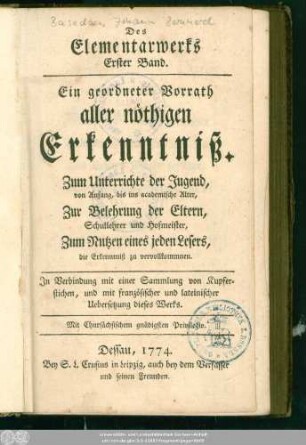 Basedow, Johann Bernhard
Des
Elementarwerks
Erster Band.
Ein geordneter Vorrath
aller nöthigen
Erkenntniß.
Zum Unterrichte der Jugend,
von Anfang, bis ins academische Alter,
Zur Belehrung der Eltern,
Schullehrer und Hofmeister,
Zum Nutzen eines jeden Lesers,
die Erkenntniß zu vervollkommnen.
In Verbindung mit einer Sammlung von Kupfer-
stichen, und mit französischer und lateinischer
Uebersetzung dieses Werks.
Mit Churfürstlichem gnädigsten Privilegio.
Dessau, 1774.
Bey S. L. Crusius in Leipzig, auch bey dem Verfasser
und seinen Freunden.